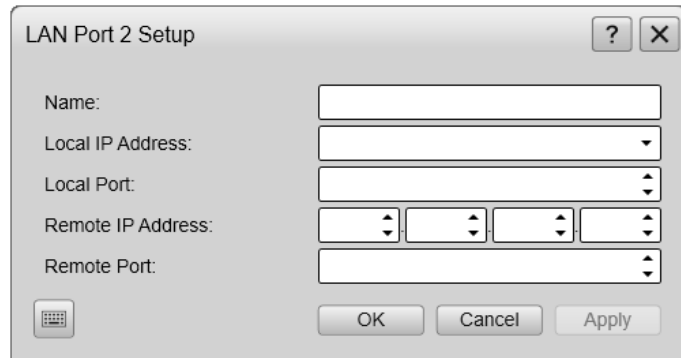 LAN Port 2 Setup ?
Name:
Local IP Address:
Local Port:
Remote IP Address: . . .
Remote Port:
OK Cancel Apply